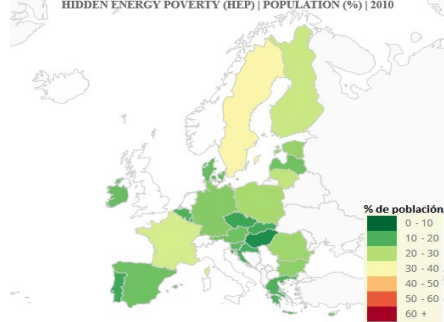 HIDDEN ENERGY POVERTY (HEP) | POPULATION (%) | 2010
% de población
0 - 10
10 - 20
20 - 30
30 - 40
40 - 50
50 - 60
60 +